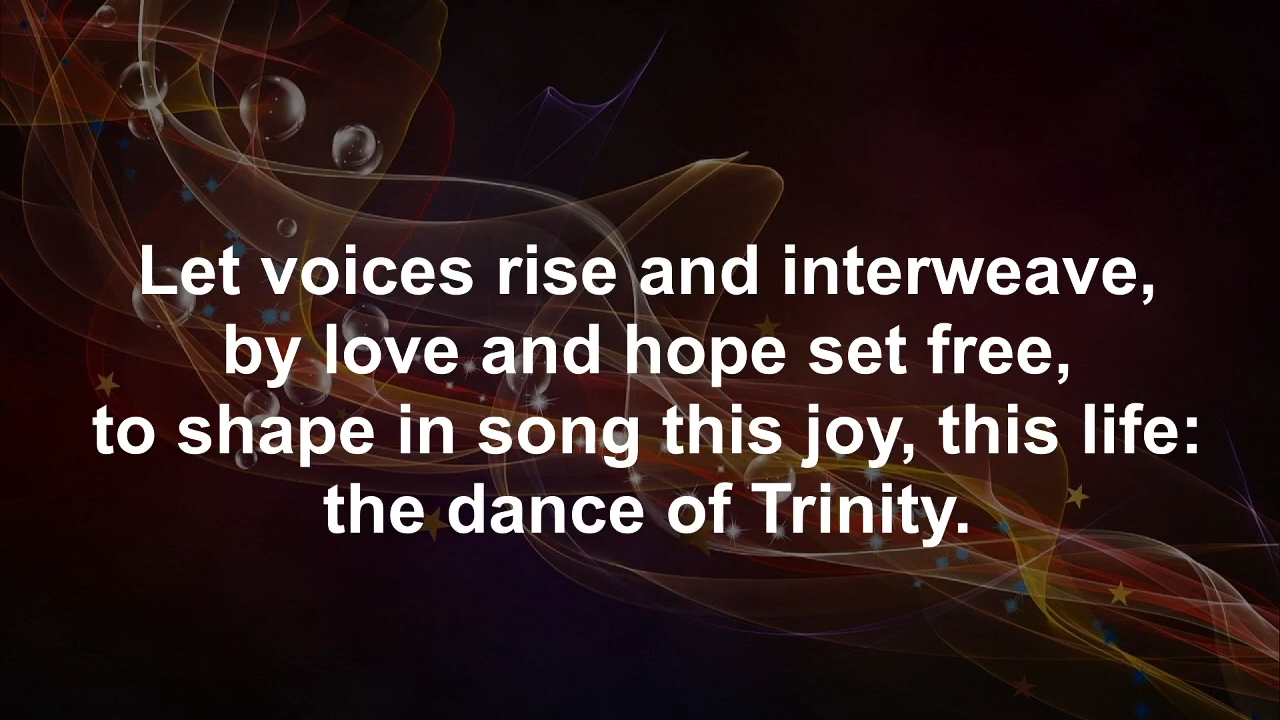 Let voices rise and interweave,
by love and hope set free,
to shape in song this joy, this life:
the dance of Trinity.